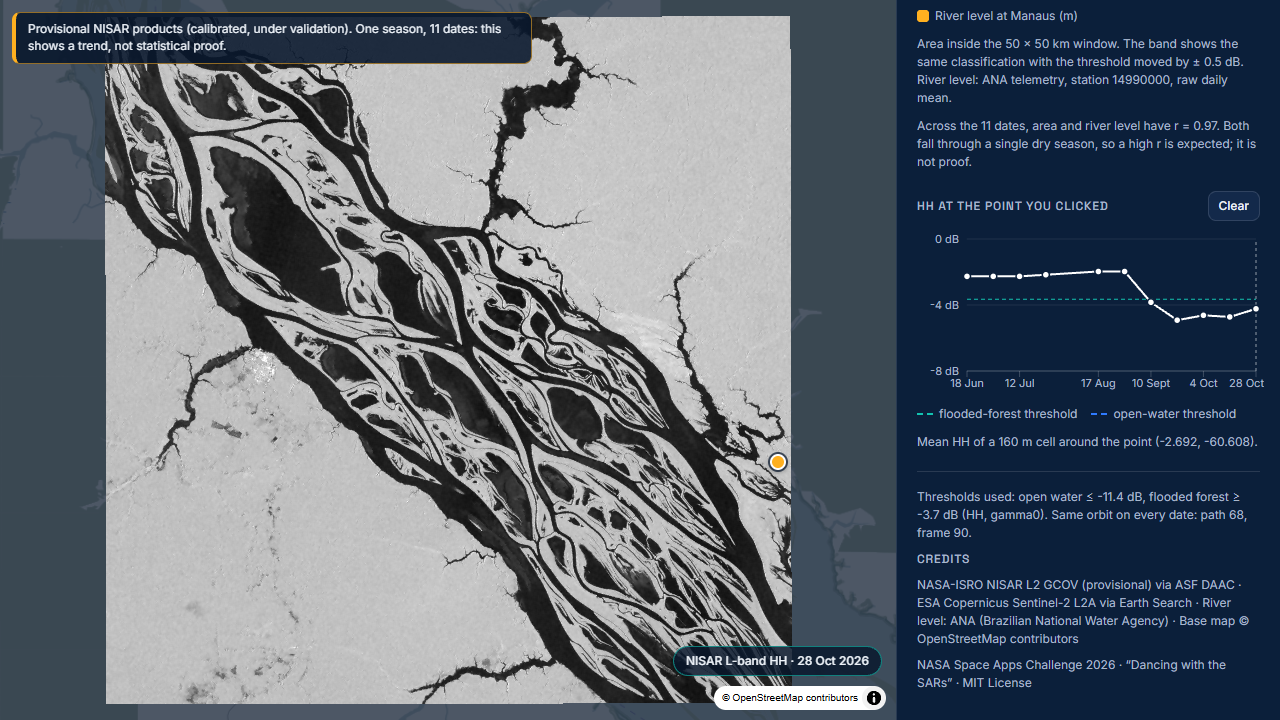 Provisional NISAR products (calibrated, under validation). One season, 11 dates: this
shows a trend, not statistical proof.
NISAR L-band HH · 28 Oct 2026
© OpenStreetMap contributors
River level at Manaus (m)
Area inside the 50 × 50 km window. The band shows the
same classification with the threshold moved by ± 0.5 dB.
River level: ANA telemetry, station 14990000, raw daily
mean.
Across the 11 dates, area and river level have r = 0.97. Both
fall through a single dry season, so a high r is expected; it is
not proof.
HH AT THE POINT YOU CLICKED
Clear
0 dB
-4 dB
-8 dB
18 Jun 12 Jul 17 Aug 10 Sept 4 Oct 28 Oct
flooded-forest threshold open-water threshold
Mean HH of a 160 m cell around the point (-2.692, -60.608).
Thresholds used: open water ≤ -11.4 dB, flooded forest ≥
-3.7 dB (HH, gamma0). Same orbit on every date: path 68,
frame 90.
CREDITS
NASA-ISRO NISAR L2 GCOV (provisional) via ASF DAAC ·
ESA Copernicus Sentinel-2 L2A via Earth Search · River
level: ANA (Brazilian National Water Agency) · Base map ©
OpenStreetMap contributors
NASA Space Apps Challenge 2026 · “Dancing with the
SARs” · MIT License